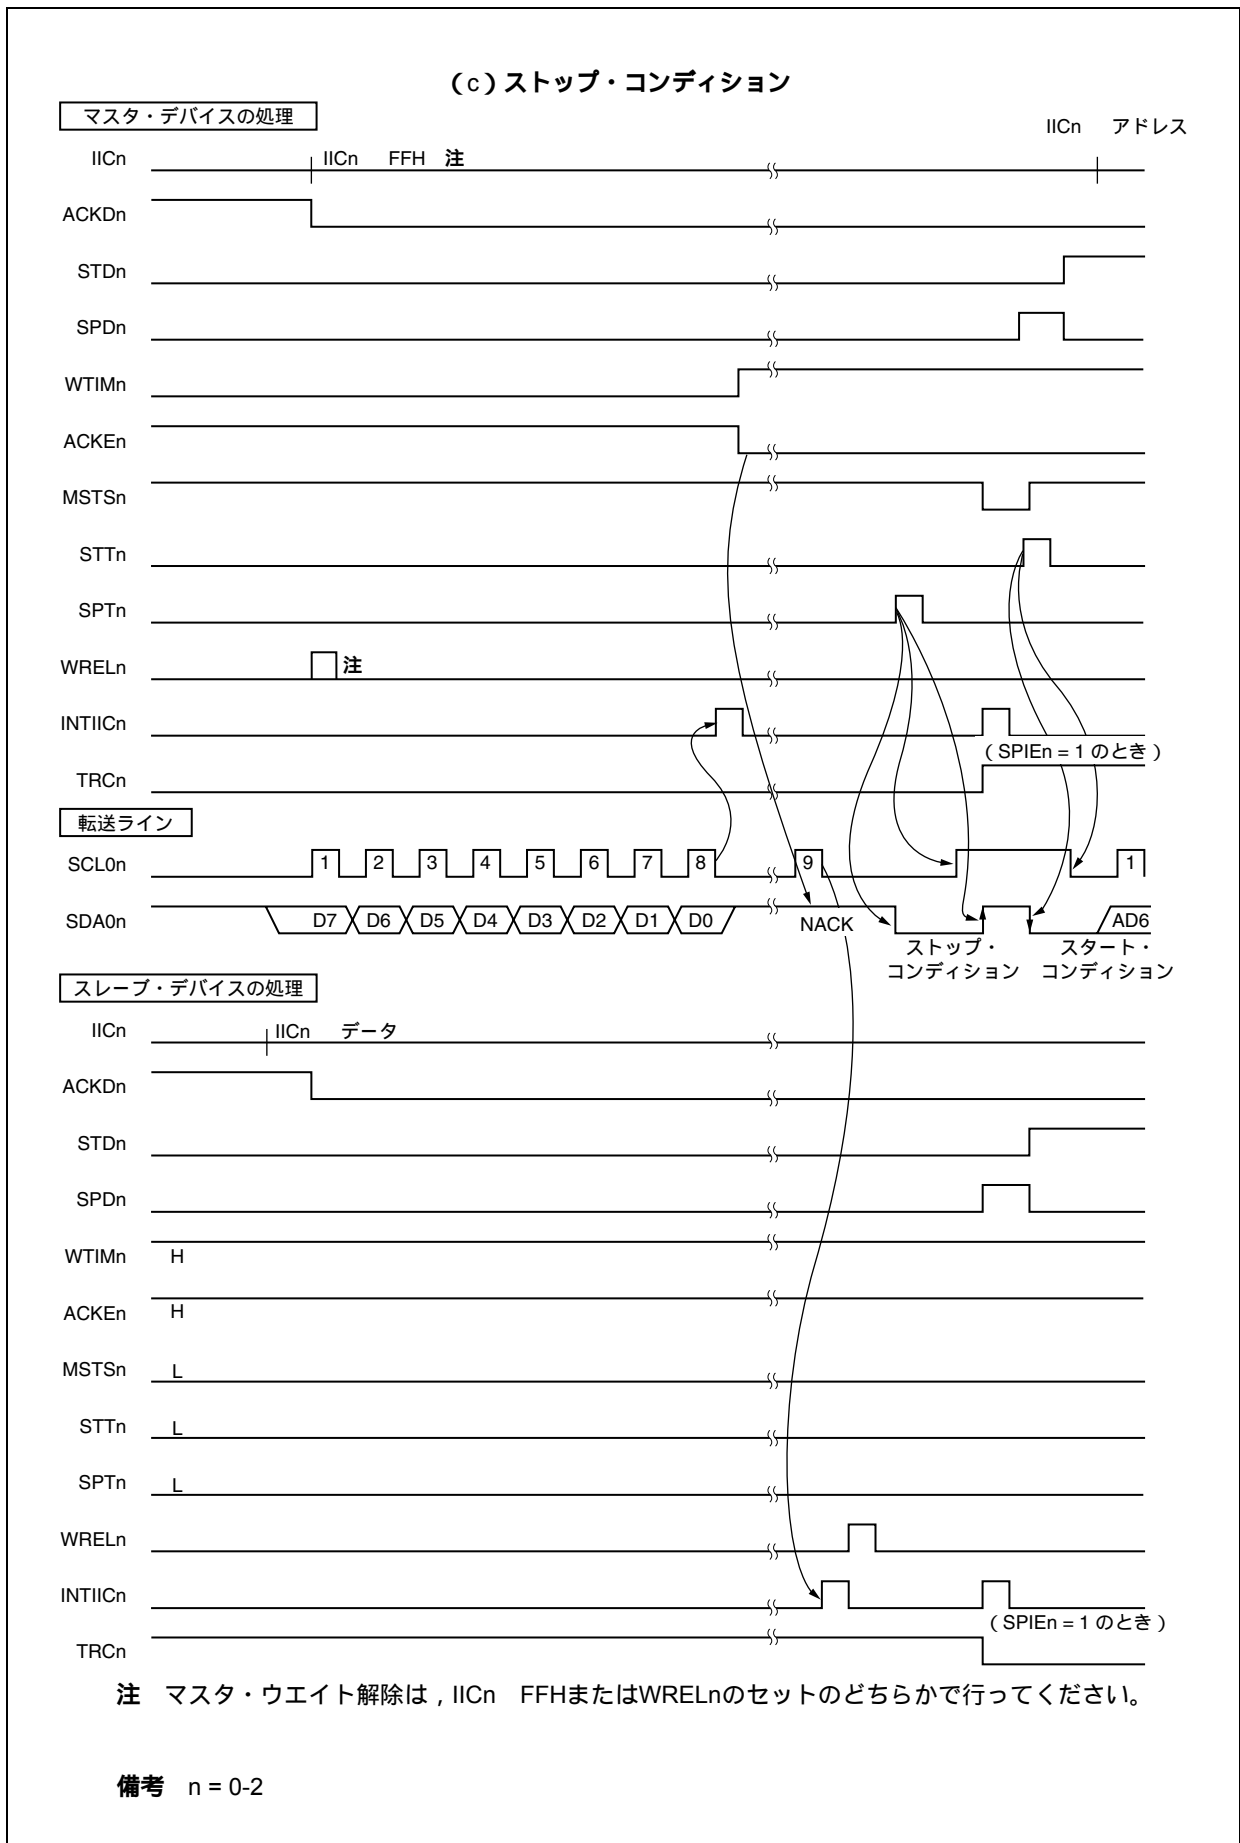 (c)ストップ・コンディション
マスタ・デバイスの処理
IICn アドレス
IICn
IICn FFH 注
ACKDn
STDn
SPDn
WTIMn
ACKEn
MSTSn
STTn
SPTn
WRELn
注
INTIICn
(SPIEn = 1 のとき)
TRCn
転送ライン
SCL0n
1 2 3 4 5 6 7 8 9 1
SDA0n
D7 D6 D5 D4 D3 D2 D1 D0 NACK AD6
ストップ・
コンディション
スタート・
コンディション
スレーブ・デバイスの処理
IICn
IICn データ
ACKDn
STDn
SPDn
WTIMn H
ACKEn H
MSTSn L
STTn L
SPTn L
WRELn
INTIICn
(SPIEn = 1 のとき)
TRCn
注 マスタ・ウエイト解除は,IICn FFHまたはWRELnのセットのどちらかで行ってください。
備考 n = 0-2